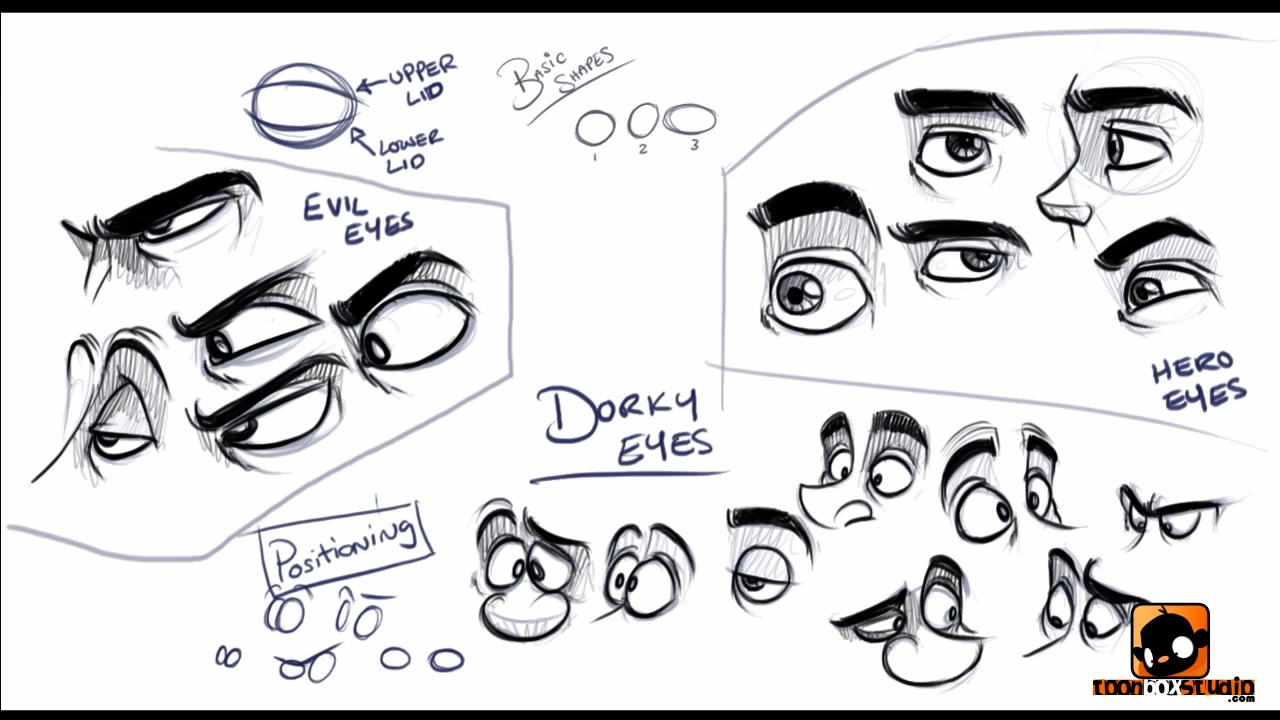 UPPER
LID
LOWER
LID
BASIC
SHAPES
1 2 3
EVIL
EYES
HERO
EYES
DORKY
EYES
Positioning
toonboxstudio
.com